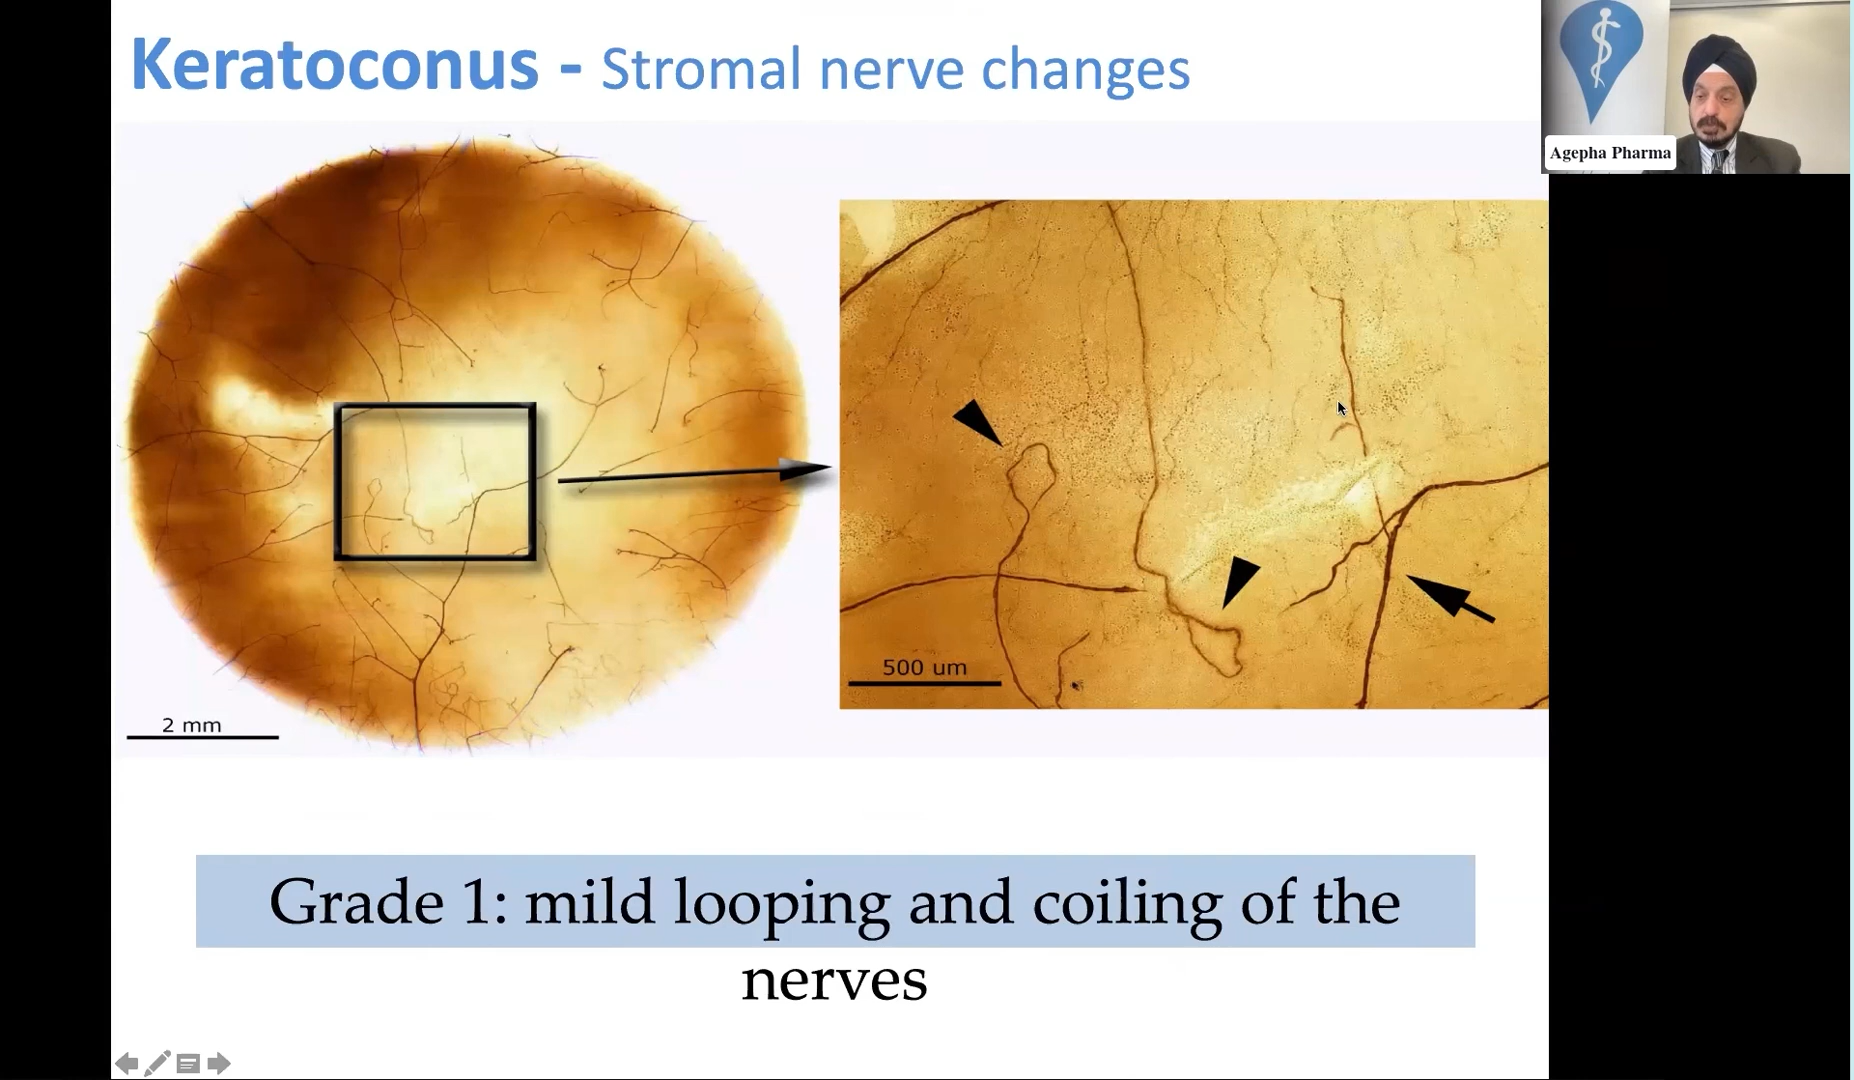 Keratoconus - Stromal nerve changes
Agepha Pharma
500 um
2 mm
Grade 1: mild looping and coiling of the
nerves